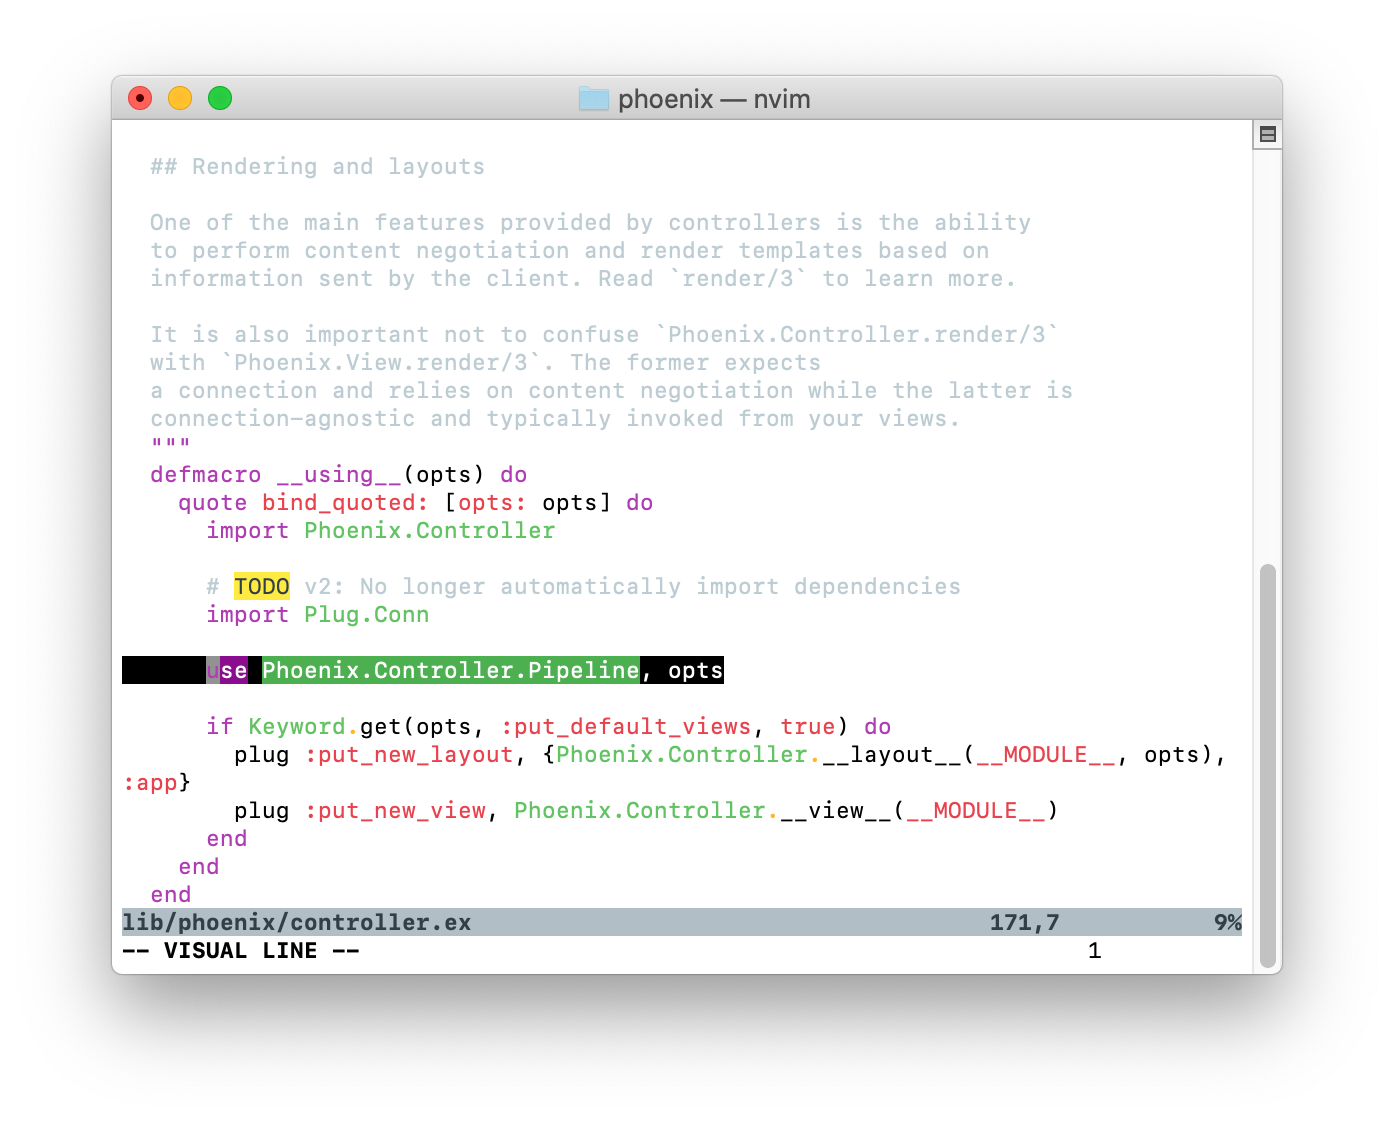 phoenix — nvim
## Rendering and layouts
One of the main features provided by controllers is the ability
to perform content negotiation and render templates based on
information sent by the client. Read `render/3` to learn more.
It is also important not to confuse `Phoenix.Controller.render/3`
with `Phoenix.View.render/3`. The former expects
a connection and relies on content negotiation while the latter is
connection-agnostic and typically invoked from your views.
"""
defmacro __using__(opts) do
quote bind_quoted: [opts: opts] do
import Phoenix.Controller
# TODO v2: No longer automatically import dependencies
import Plug.Conn
use Phoenix.Controller.Pipeline, opts
if Keyword.get(opts, :put_default_views, true) do
plug :put_new_layout, {Phoenix.Controller.__layout__(__MODULE__, opts),
:app}
plug :put_new_view, Phoenix.Controller.__view__(__MODULE__)
end
end
end
lib/phoenix/controller.ex 171,7 9%
-- VISUAL LINE -- 1